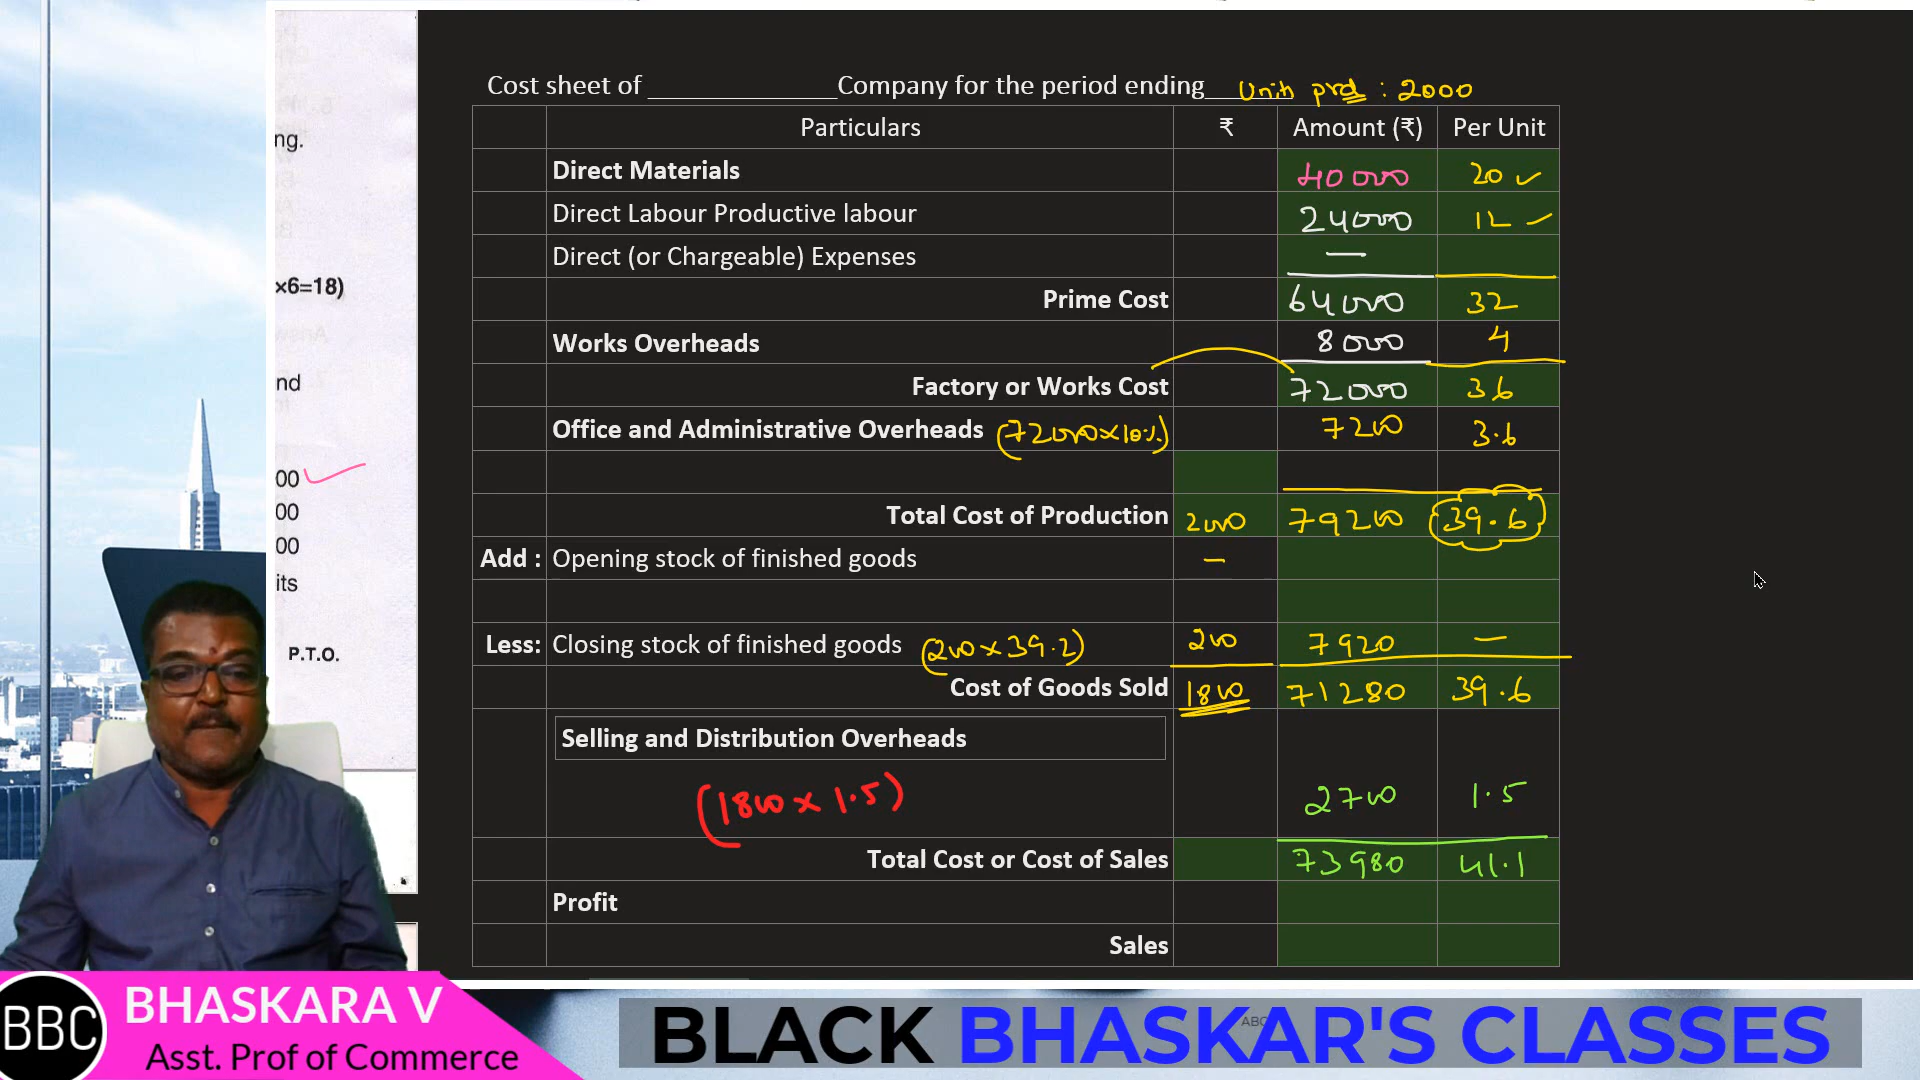 Cost sheet of ____________ Company for the period ending______ Unit prod : 2000
ng.
×6=18)
nd
00
00
00
its
P.T.O.
Particulars ₹ Amount (₹) Per Unit
Direct Materials 40000 20
Direct Labour Productive labour 24000 12
Direct (or Chargeable) Expenses —
Prime Cost 64000 32
Works Overheads 8000 4
Factory or Works Cost 72000 36
Office and Administrative Overheads (72000×10%) 7200 3.6
Total Cost of Production 2000 79200 39.6
Add : Opening stock of finished goods —
Less: Closing stock of finished goods (200×39.2) 200 7920 —
Cost of Goods Sold 1800 71280 39.6
Selling and Distribution Overheads
(1800×1.5) 2700 1.5
Total Cost or Cost of Sales 73980 41.1
Profit
Sales
BBC
BHASKARA V
Asst. Prof of Commerce
BLACK BHASKAR'S CLASSES